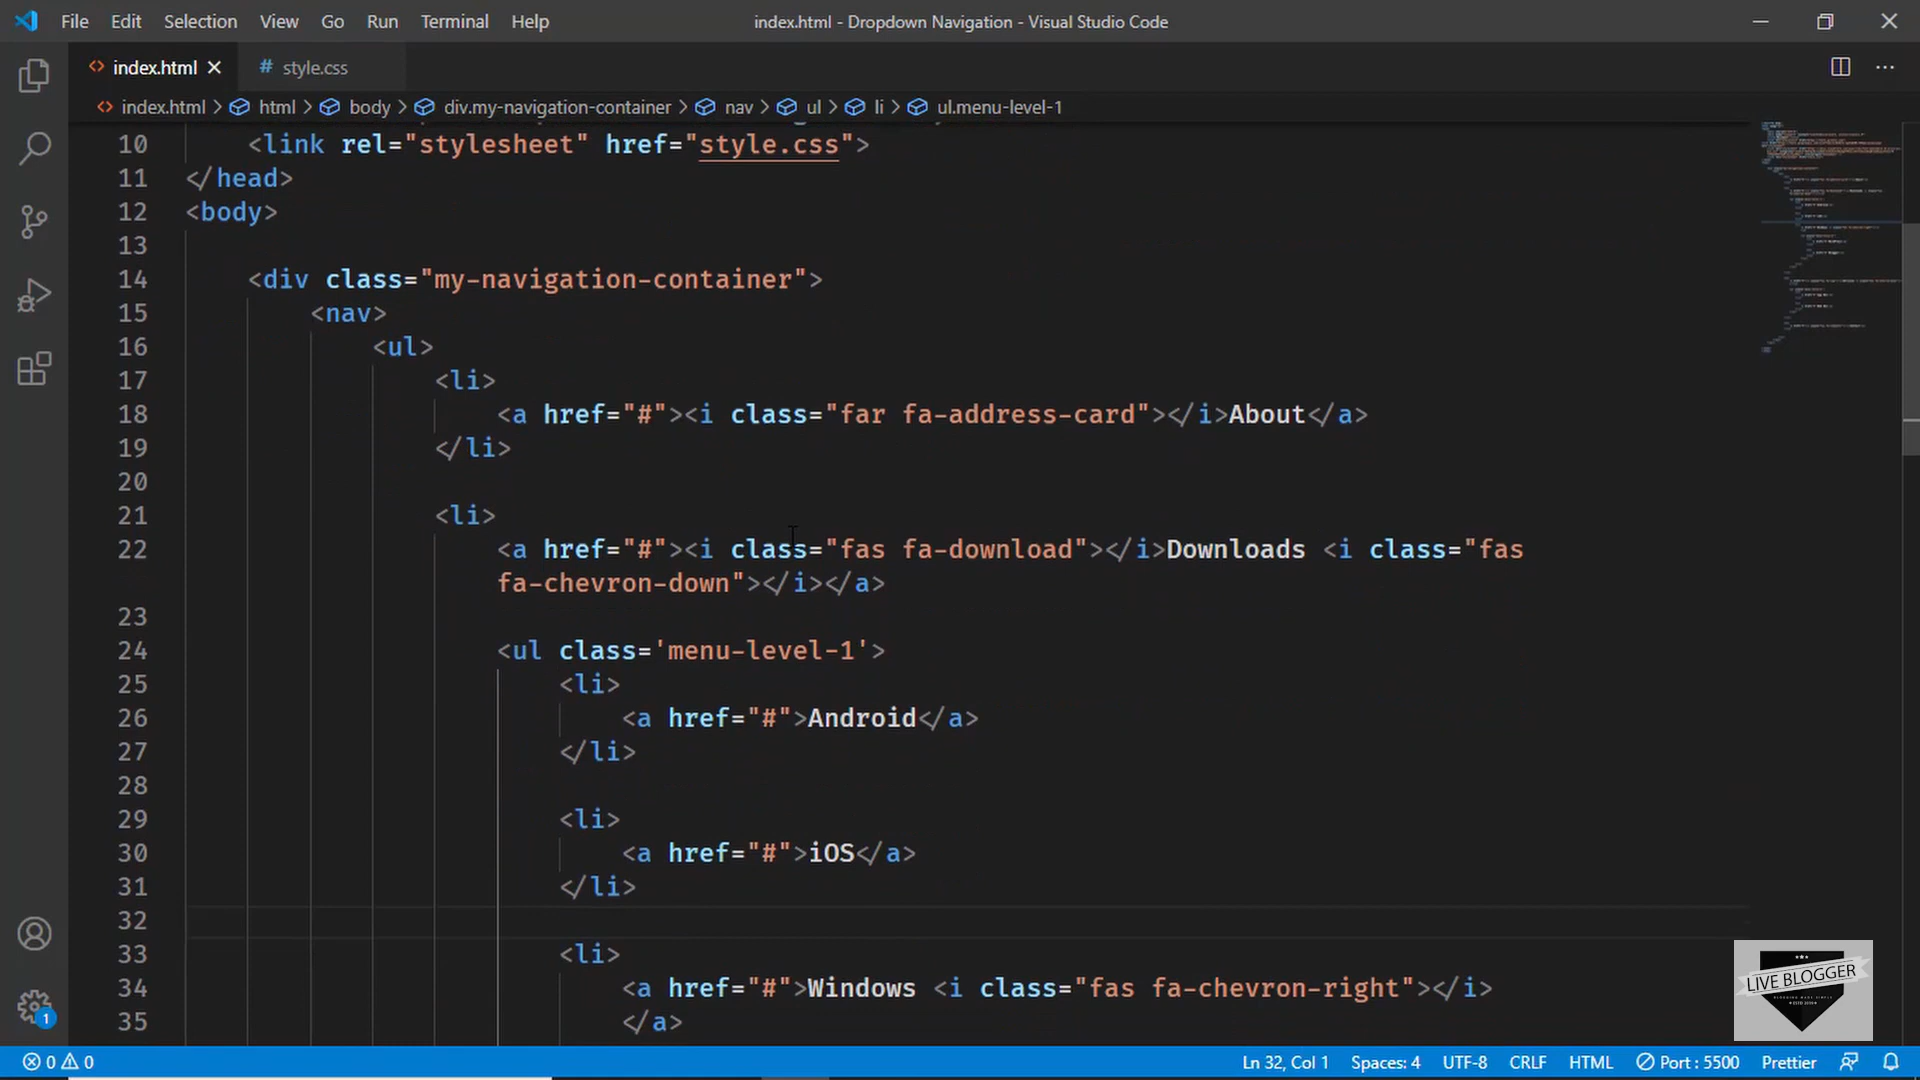 File Edit Selection View Go Run Terminal Help index.html - Dropdown Navigation - Visual Studio Code
index.html # style.css
index.html > html > body > div.my-navigation-container > nav > ul > li > ul.menu-level-1
10 <link rel="stylesheet" href="style.css">
11 </head>
12 <body>
13
14 <div class="my-navigation-container">
15 <nav>
16 <ul>
17 <li>
18 <a href="#"><i class="far fa-address-card"></i>About</a>
19 </li>
20
21 <li>
22 <a href="#"><i class="fas fa-download"></i>Downloads <i class="fas
fa-chevron-down"></i></a>
23
24 <ul class='menu-level-1'>
25 <li>
26 <a href="#">Android</a>
27 </li>
28
29 <li>
30 <a href="#">iOS</a>
31 </li>
32
33 <li>
34 <a href="#">Windows <i class="fas fa-chevron-right"></i>
35 </a>
LIVE BLOGGER
1
0 0 Ln 32, Col 1 Spaces: 4 UTF-8 CRLF HTML Port : 5500 Prettier